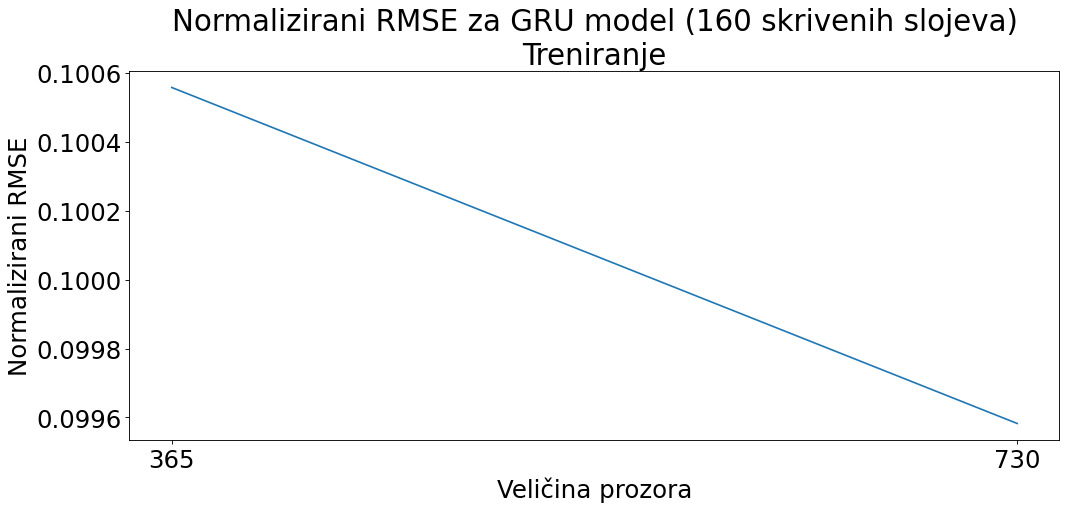 Normalizirani RMSE za GRU model (160 skrivenih slojeva)
Treniranje
Normalizirani RMSE
0.1006
0.1004
0.1002
0.1000
0.0998
0.0996
365
730
Veličina prozora